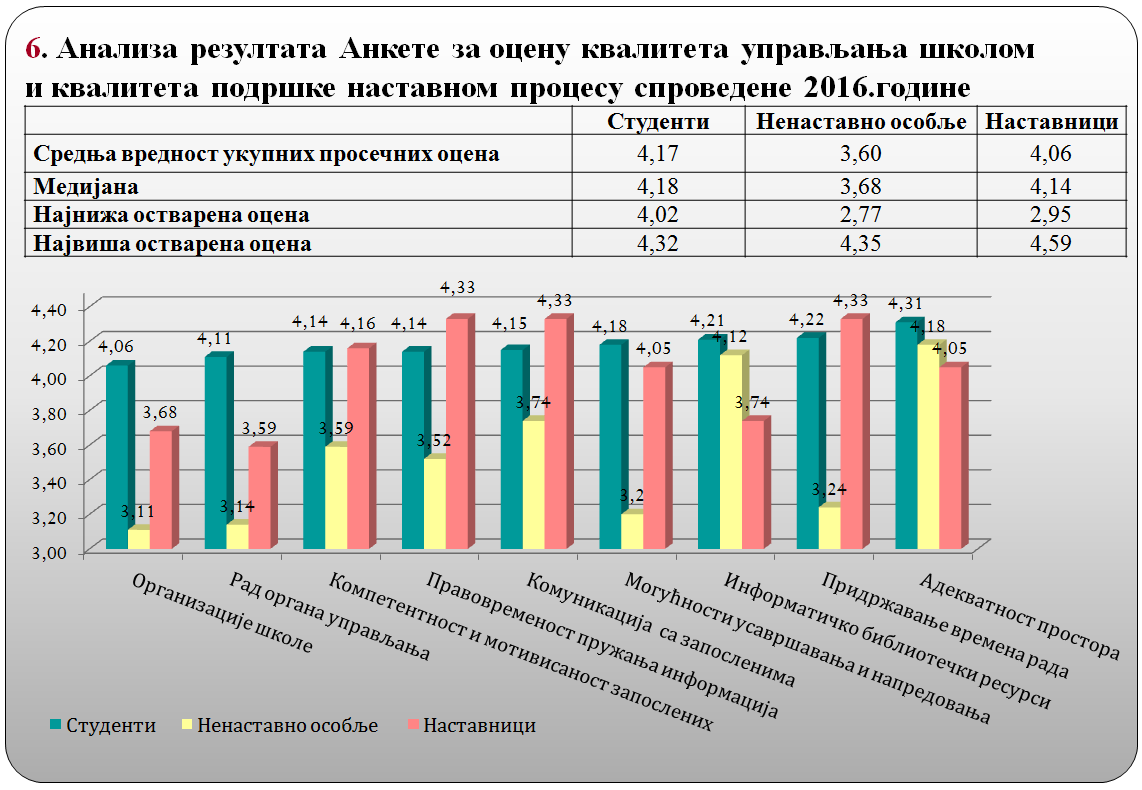 6. Анализа резултата Анкете за оцену квалитета управљања школом
и квалитета подршке наставном процесу спроведене 2016.године
Студенти Ненаставно особље Наставници
Средња вредност укупних просечних оцена 4,17 3,60 4,06
Медијана 4,18 3,68 4,14
Најнижа остварена оцена 4,02 2,77 2,95
Највиша остварена оцена 4,32 4,35 4,59
4,40
4,20
4,00
3,80
3,60
3,40
3,20
3,00
4,06 3,11 3,68
4,11 3,14 3,59
4,14 3,59 4,16
4,14 3,52 4,33
4,15 3,74 4,33
4,18 3,2 4,05
4,21 4,12 3,74
4,22 3,24 4,33
4,31 4,18 4,05
Организације школе
Рад органа управљања
Компетентност и мотивисаност запослених
Правовременост пружања информација
Комуникација са запосленима
Могућности усавршавања и напредовања
Информатичко библиотечки ресурси
Придржавање времена рада
Адекватност простора
Студенти Ненаставно особље Наставници